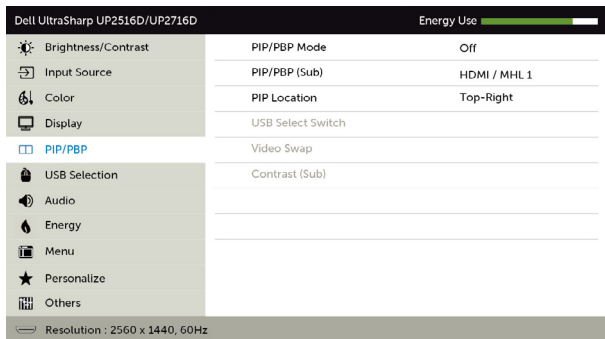 Dell UltraSharp UP2516D/UP2716D Energy Use
Brightness/Contrast PIP/PBP Mode Off
Input Source PIP/PBP (Sub) HDMI / MHL 1
Color PIP Location Top-Right
Display USB Select Switch
PIP/PBP Video Swap
USB Selection Contrast (Sub)
Audio
Energy
Menu
Personalize
Others
Resolution : 2560 x 1440, 60Hz